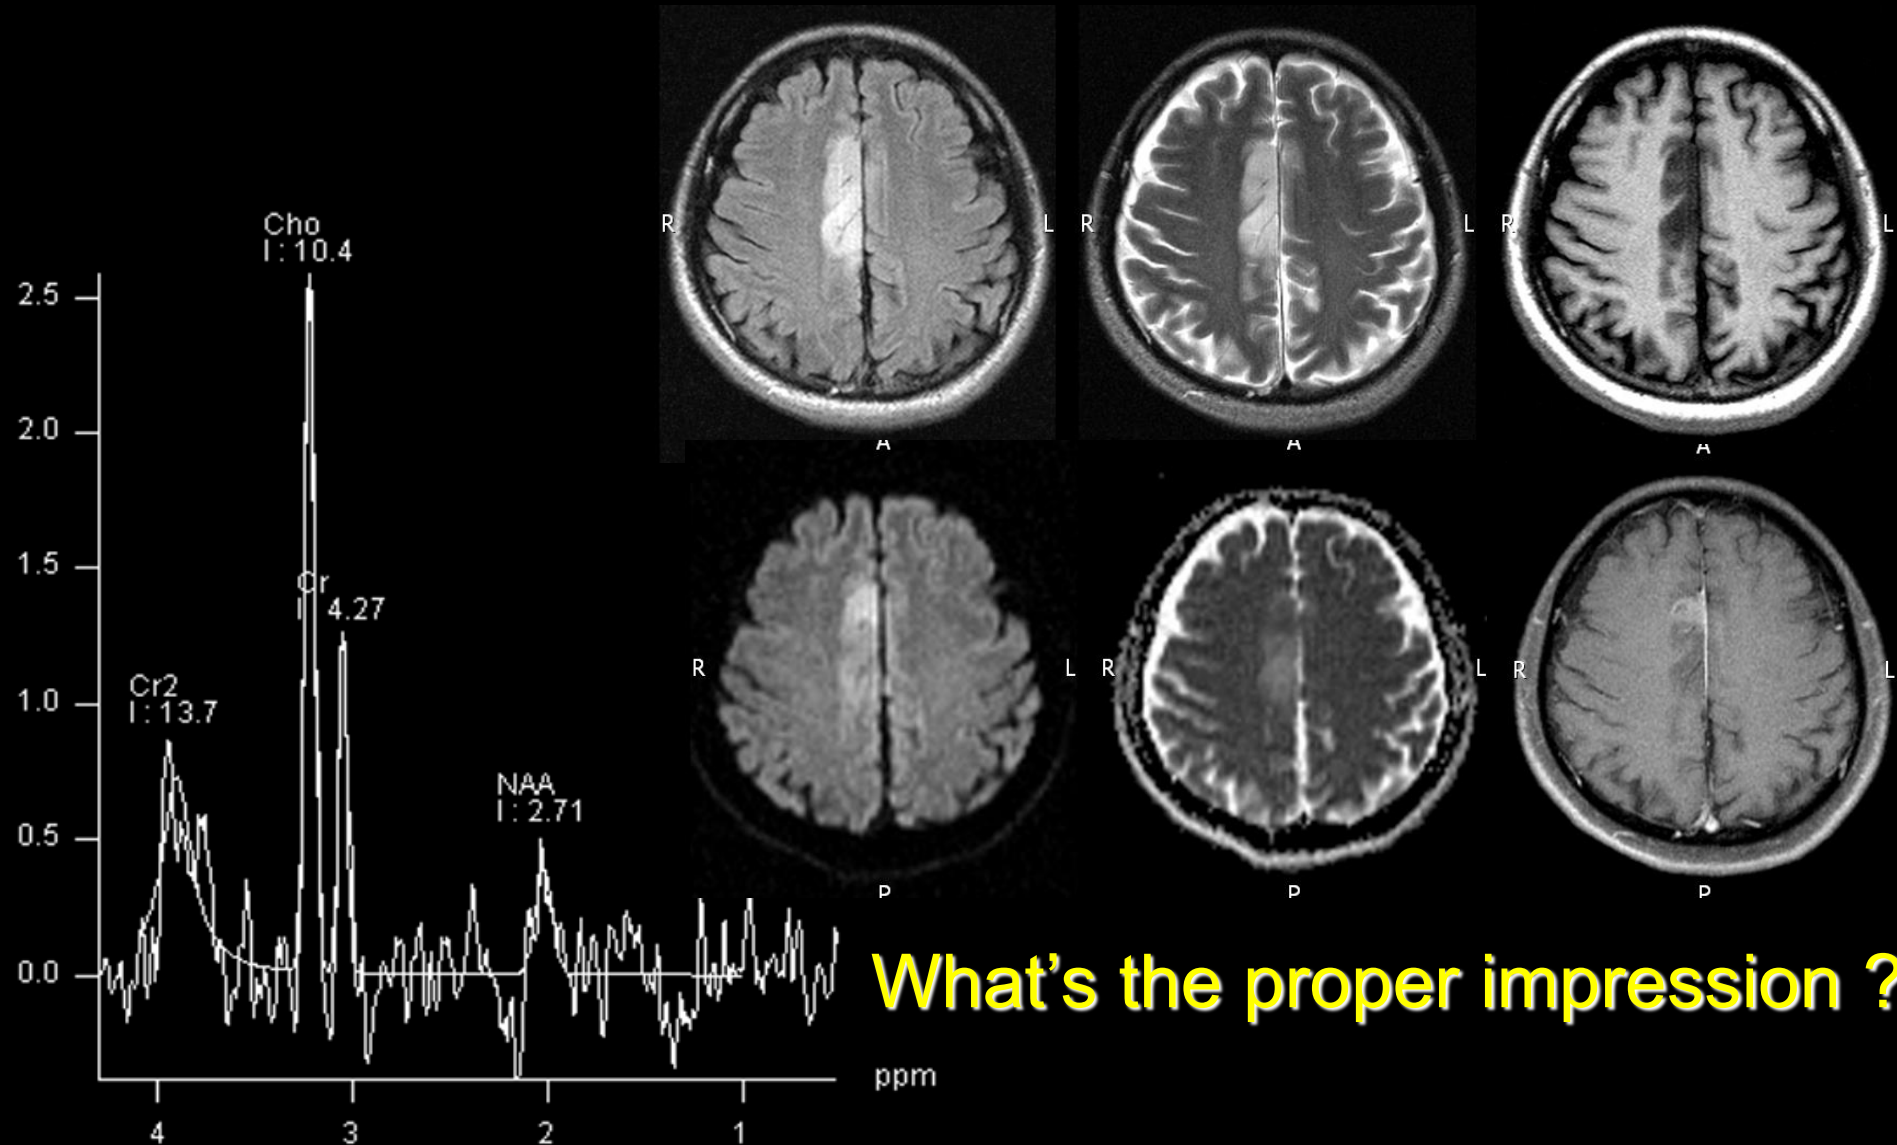 Cho
I : 10.4
2.5
2.0
1.5
Cr
I 4.27
Cr2
I : 13.7
1.0
NAA
I : 2.71
0.5
0.0
4
3
2
1
ppm
R
L
R
L
R
L
A
A
A
R
L
R
L
R
L
P
P
P
What's the proper impression ?